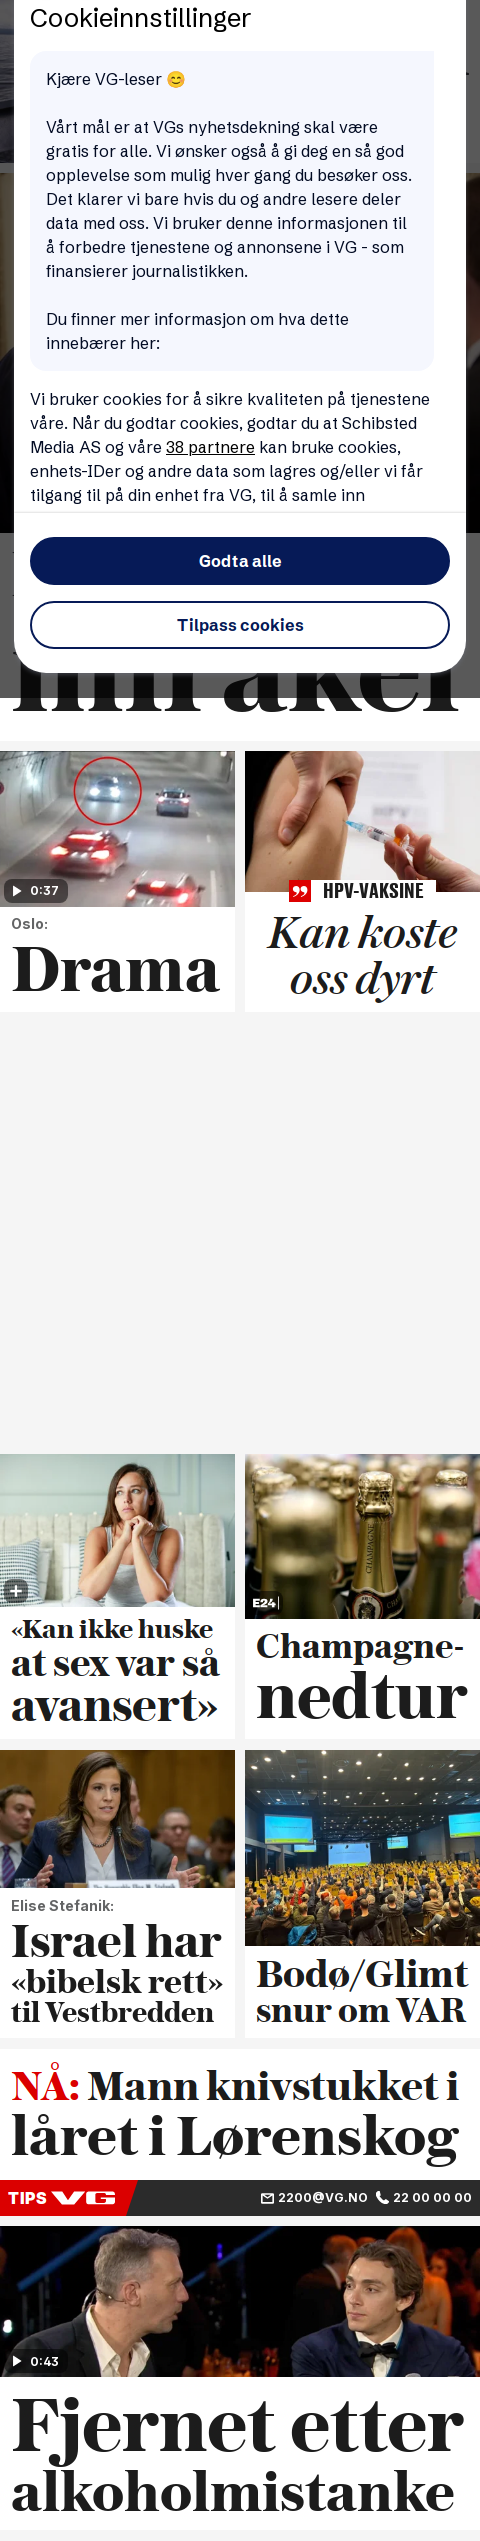 Cookieinnstillinger
Kjære VG-leser 😊
Vårt mål er at VGs nyhetsdekning skal være
gratis for alle. Vi ønsker også å gi deg en så god
opplevelse som mulig hver gang du besøker oss.
Det klarer vi bare hvis du og andre lesere deler
data med oss. Vi bruker denne informasjonen til
å forbedre tjenestene og annonsene i VG - som
finansierer journalistikken.
Du finner mer informasjon om hva dette
innebærer her:
Vi bruker cookies for å sikre kvaliteten på tjenestene
våre. Når du godtar cookies, godtar du at Schibsted
Media AS og våre 38 partnere kan bruke cookies,
enhets-IDer og andre data som lagres og/eller vi får
tilgang til på din enhet fra VG, til å samle inn
Godta alle
Tilpass cookies
0:37
Oslo:
Drama
HPV
HPV-VAKSINE
Kan koste
oss dyrt
«Kan ikke huske
at sex var så
avansert»
CHAMPAGNE
E24
Champagne-
nedtur
Elise Stefanik:
Israel har
«bibelsk rett»
til Vestbredden
Bodø/Glimt
snur om VAR
NÅ: Mann knivstukket i
låret i Lørenskog
TIPS VG
2200@VG.NO 22 00 00 00
0:43
Fjernet etter
alkoholmistanke